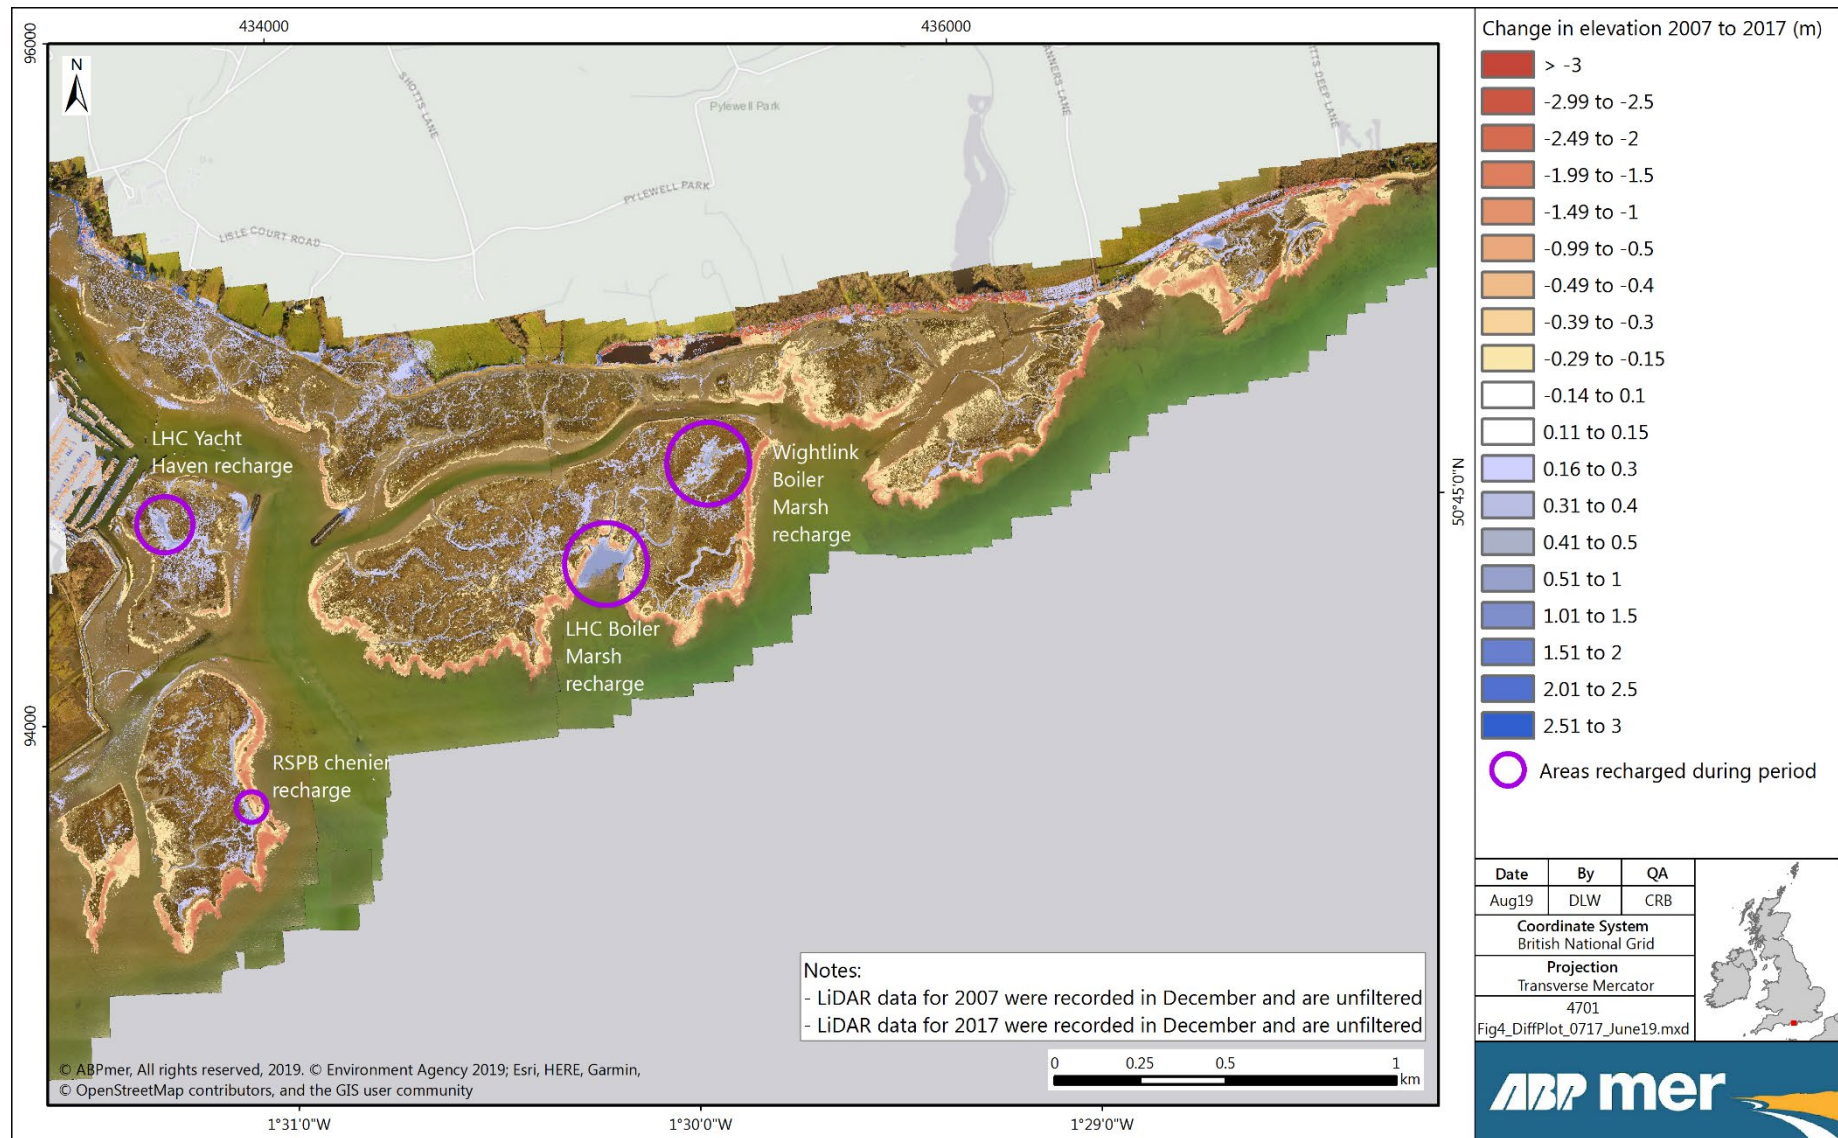 434000
436000
96000
94000
N
SHOTTS LANE
Pylewell Park
PYLEWELL PARK
LISLE COURT ROAD
ANNERS LANE
TTS DEEP LANE
LHC Yacht
Haven recharge
Wightlink
Boiler
Marsh
recharge
LHC Boiler
Marsh
recharge
RSPB chenier
recharge
50°45'0"N
Notes:
- LiDAR data for 2007 were recorded in December and are unfiltered
- LiDAR data for 2017 were recorded in December and are unfiltered
0 0.25 0.5 1
km
© ABPmer, All rights reserved, 2019. © Environment Agency 2019; Esri, HERE, Garmin,
© OpenStreetMap contributors, and the GIS user community
1°31'0"W
1°30'0"W
1°29'0"W
Change in elevation 2007 to 2017 (m)
> -3
-2.99 to -2.5
-2.49 to -2
-1.99 to -1.5
-1.49 to -1
-0.99 to -0.5
-0.49 to -0.4
-0.39 to -0.3
-0.29 to -0.15
-0.14 to 0.1
0.11 to 0.15
0.16 to 0.3
0.31 to 0.4
0.41 to 0.5
0.51 to 1
1.01 to 1.5
1.51 to 2
2.01 to 2.5
2.51 to 3
Areas recharged during period
Date By QA
Aug19 DLW CRB
Coordinate System
British National Grid
Projection
Transverse Mercator
4701
Fig4_DiffPlot_0717_June19.mxd
ABP mer